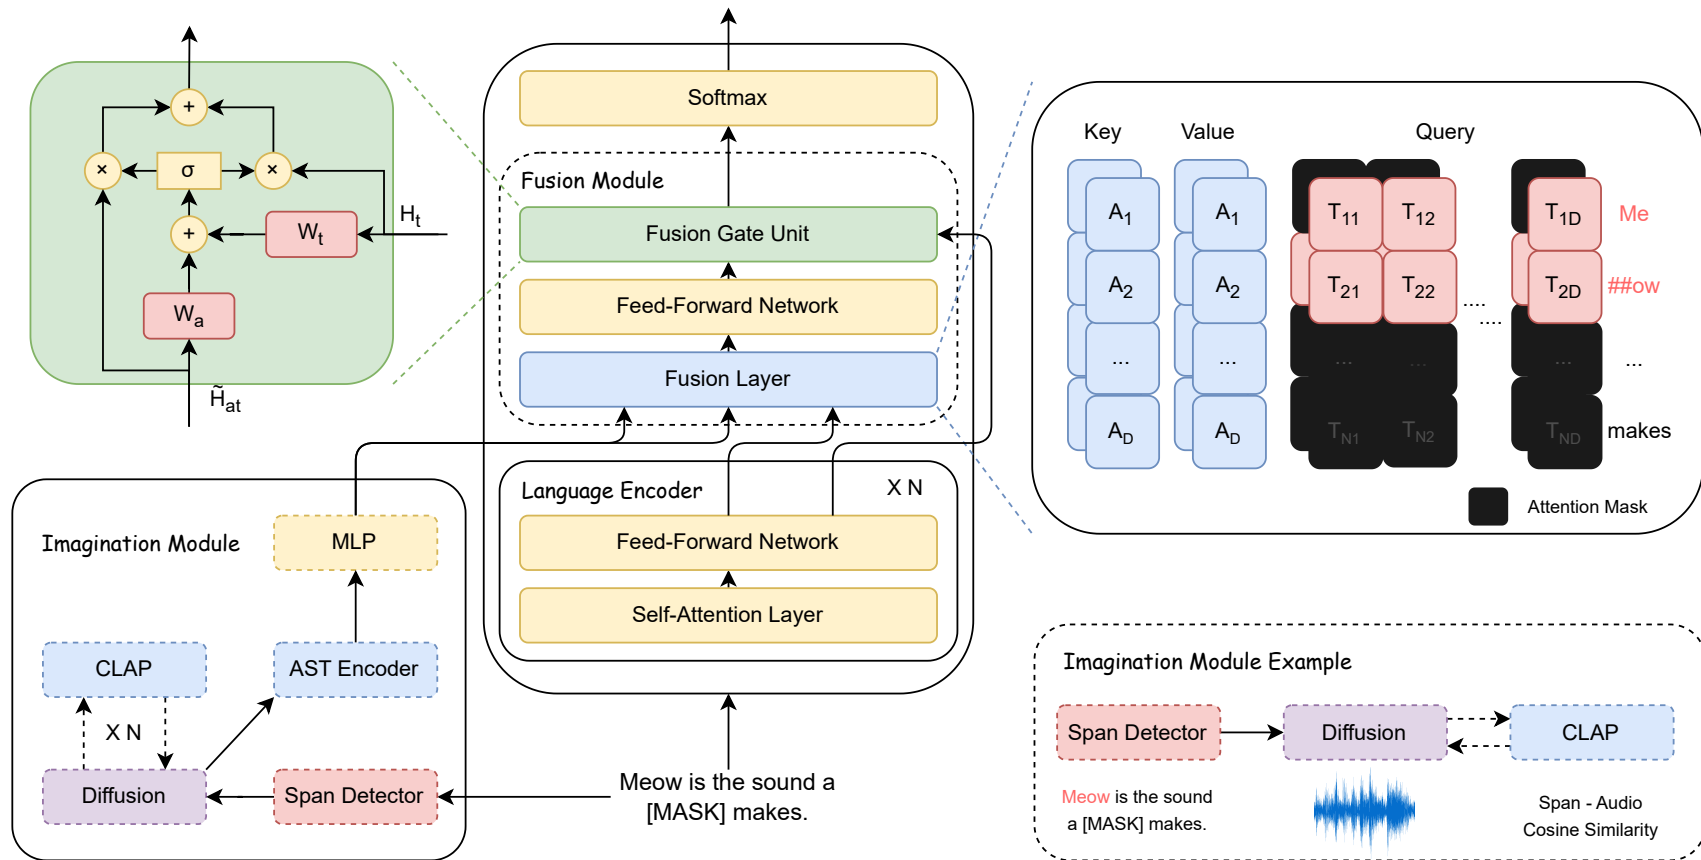 +
×
σ
×
+
W_t
H_t
W_a
H̃_at
Softmax
Fusion Module
Fusion Gate Unit
Feed-Forward Network
Fusion Layer
Language Encoder
X N
Feed-Forward Network
Self-Attention Layer
Imagination Module
MLP
CLAP
AST Encoder
X N
Diffusion
Span Detector
Meow is the sound a
[MASK] makes.
Key
Value
Query
A_1
A_1
T_11
T_12
T_1D
Me
A_2
A_2
T_21
T_22
....
....
T_2D
##ow
...
...
...
...
...
...
A_D
A_D
T_N1
T_N2
T_ND
makes
Attention Mask
Imagination Module Example
Span Detector
Diffusion
CLAP
Meow is the sound
a [MASK] makes.
Span - Audio
Cosine Similarity